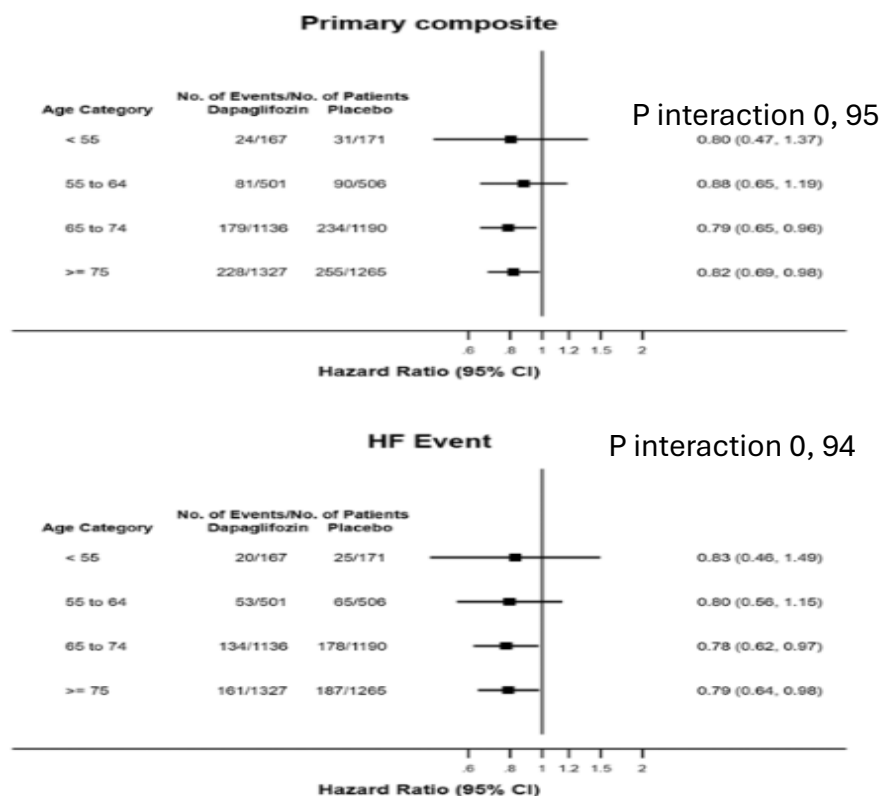 Primary composite
No. of Events/No. of Patients
Age Category Dapaglifozin Placebo
P interaction 0, 95
< 55 24/167 31/171 0.80 (0.47, 1.37)
55 to 64 81/501 90/506 0.88 (0.65, 1.19)
65 to 74 179/1136 234/1190 0.79 (0.65, 0.96)
>= 75 228/1327 255/1265 0.82 (0.69, 0.98)
.6 .8 1 1.2 1.5 2
Hazard Ratio (95% CI)
HF Event
P interaction 0, 94
No. of Events/No. of Patients
Age Category Dapaglifozin Placebo
< 55 20/167 25/171 0.83 (0.46, 1.49)
55 to 64 53/501 65/506 0.80 (0.56, 1.15)
65 to 74 134/1136 178/1190 0.78 (0.62, 0.97)
>= 75 161/1327 187/1265 0.79 (0.64, 0.98)
.6 .8 1 1.2 1.5 2
Hazard Ratio (95% CI)